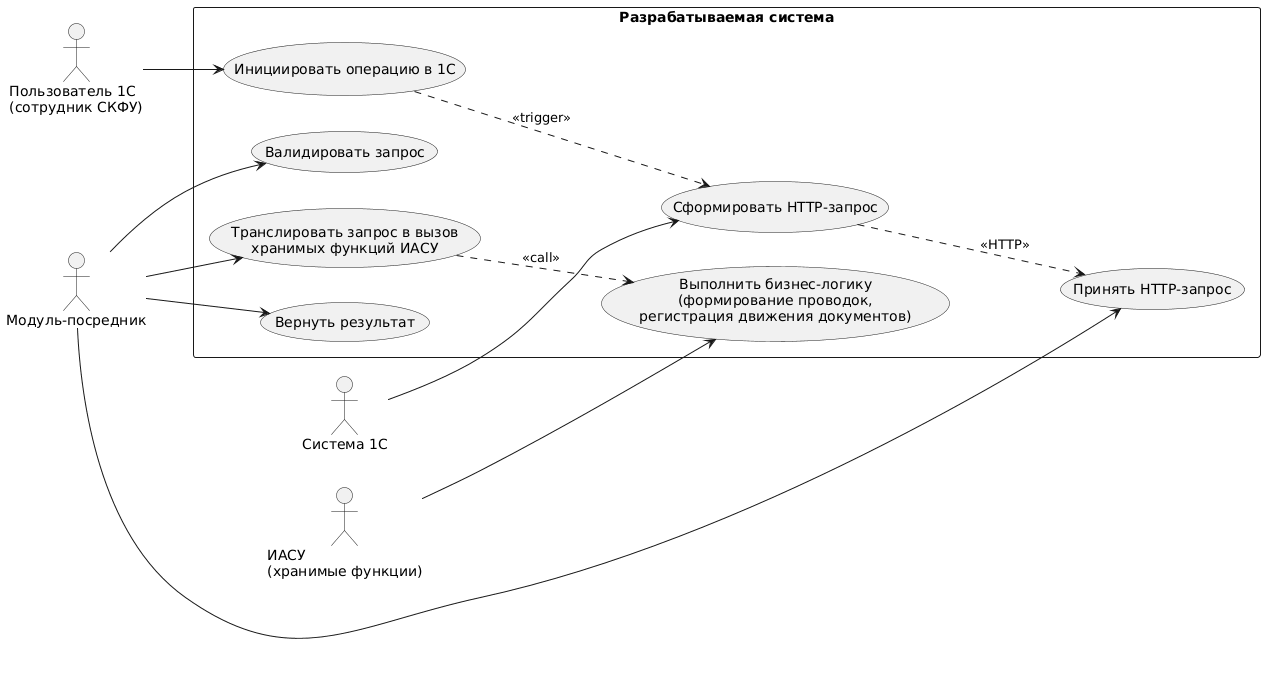 Разрабатываемая система
Пользователь 1С
(сотрудник СКФУ)
Инициировать операцию в 1С
«trigger»
Валидировать запрос
Сформировать HTTP-запрос
Транслировать запрос в вызов
хранимых функций ИАСУ
«call»
«HTTP»
Выполнить бизнес-логику
(формирование проводок,
регистрация движения документов)
Принять HTTP-запрос
Модуль-посредник
Вернуть результат
Система 1С
ИАСУ
(хранимые функции)